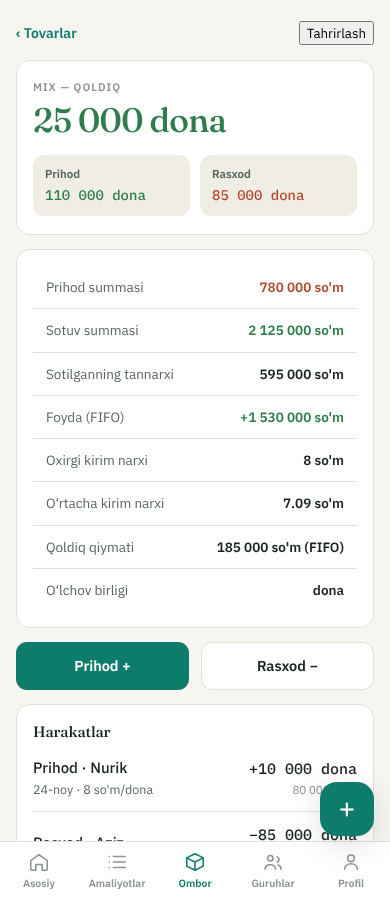 ‹ Tovarlar
Tahrirlash
MIX — QOLDIQ
25 000 dona
Prihod
110 000 dona
Rasxod
85 000 dona
Prihod summasi 780 000 so'm
Sotuv summasi 2 125 000 so'm
Sotilganning tannarxi 595 000 so'm
Foyda (FIFO) +1 530 000 so'm
Oxirgi kirim narxi 8 so'm
Oʻrtacha kirim narxi 7.09 so'm
Qoldiq qiymati 185 000 so'm (FIFO)
Oʻlchov birligi dona
Prihod + Rasxod −
Harakatlar
Prihod · Nurik +10 000 dona
24-noy · 8 so'm/dona
−85 000 dona
+
Asosiy Amaliyotlar Ombor Guruhlar Profil